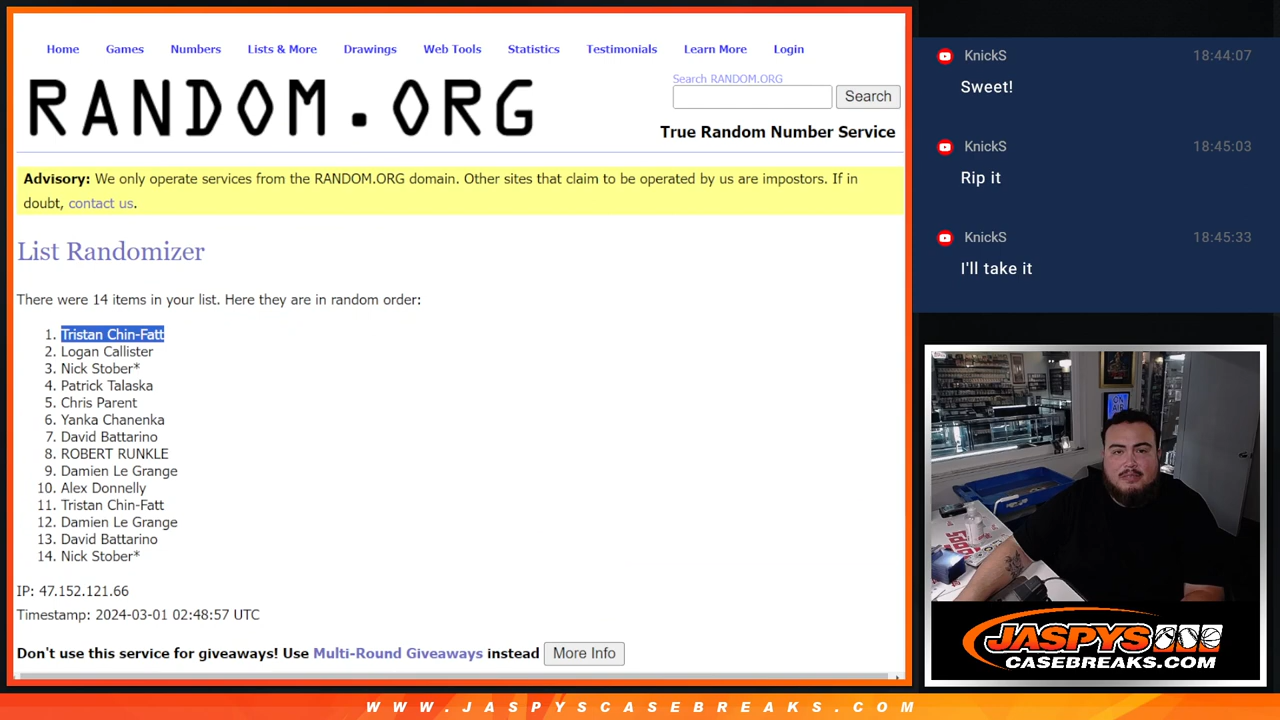 Home Games Numbers Lists & More Drawings Web Tools Statistics Testimonials Learn More Login
RANDOM.ORG
Search RANDOM.ORG
Search
True Random Number Service
Advisory: We only operate services from the RANDOM.ORG domain. Other sites that claim to be operated by us are impostors. If in
doubt, contact us.
List Randomizer
There were 14 items in your list. Here they are in random order:
1. Tristan Chin-Fatt
2. Logan Callister
3. Nick Stober*
4. Patrick Talaska
5. Chris Parent
6. Yanka Chanenka
7. David Battarino
8. ROBERT RUNKLE
9. Damien Le Grange
10. Alex Donnelly
11. Tristan Chin-Fatt
12. Damien Le Grange
13. David Battarino
14. Nick Stober*
IP: 47.152.121.66
Timestamp: 2024-03-01 02:48:57 UTC
Don't use this service for giveaways! Use Multi-Round Giveaways instead More Info
KnickS 18:44:07
Sweet!
KnickS 18:45:03
Rip it
KnickS 18:45:33
I'll take it
ON AIR
JASPYS
CASEBREAKS.COM
WWW.JASPYSCASEBREAKS.COM